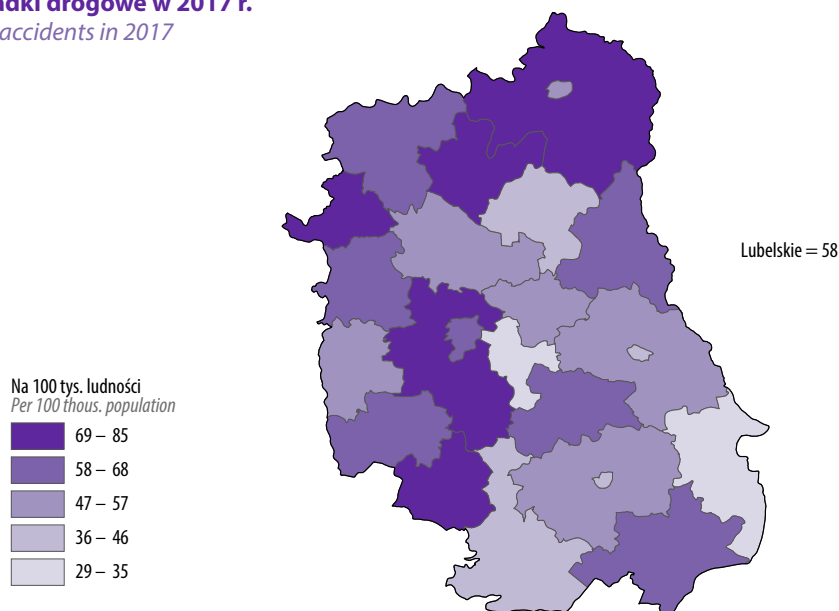 drogowe w 2017 r.
accidents in 2017
Lubelskie = 58
Na 100 tys. ludności
Per 100 thous. population
69 – 85
58 – 68
47 – 57
36 – 46
29 – 35